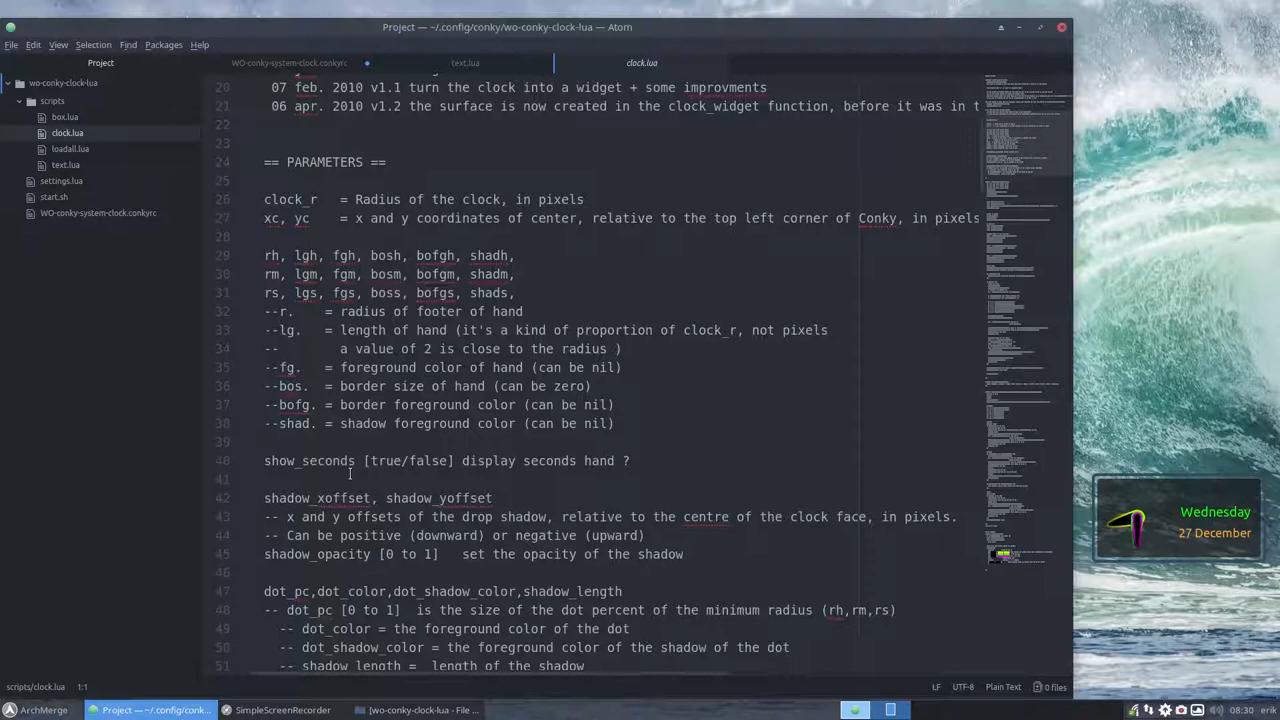 Project — ~/.config/conky/wo-conky-clock-lua — Atom
File Edit View Selection Find Packages Help
Project
WO-conky-system-clock.conkyrc
text.lua
clock.lua
wo-conky-clock-lua
scripts
box.lua
clock.lua
loadall.lua
text.lua
settings.lua
start.sh
WO-conky-system-clock.conkyrc
20 2010 v1.1 turn the clock into a widget + some improvments
21 2010 v1.2 the surface is now created in the clock_widget function, before it was in t
22
23
24 == PARAMETERS ==
25
26 clock_r = Radius of the clock, in pixels
27 xc, yc = x and y coordinates of center, relative to the top left corner of Conky, in pixels
28
29 rh, lgh, fgh, bosh, bofgh, shadh,
30 rm, lgm, fgm, bosm, bofgm, shadm,
31 rs, lgs, fgs, boss, bofgs, shads,
32 --r. = radius of footer of hand
33 --lg. = length of hand (it's a kind of proportion of clock_r, not pixels
34 -- a value of 2 is close to the radius )
35 --fg. = foreground color of hand (can be nil)
36 --bos. = border size of hand (can be zero)
37 --borg. = border foreground color (can be nil)
38 --shad. = shadow foreground color (can be nil)
39
40 show_seconds [true/false] display seconds hand ?
41
42 shadow_xoffset, shadow_yoffset
43 -- x and y offsets of the drop shadow, relative to the centre of the clock face, in pixels.
44 -- Can be positive (downward) or negative (upward)
45 shadow_opacity [0 to 1] set the opacity of the shadow
46
47 dot_pc,dot_color,dot_shadow_color,shadow_length
48 -- dot_pc [0 to 1] is the size of the dot percent of the minimum radius (rh,rm,rs)
49 -- dot_color = the foreground color of the dot
50 -- dot_shadow_color = the foreground color of the shadow of the dot
51 -- shadow_length = length of the shadow
Wednesday
27 December
scripts/clock.lua 1:1
LF UTF-8 Plain Text 0 files
ArchMerge
Project — ~/.config/conk...
SimpleScreenRecorder
[wo-conky-clock-lua - File ...
08:30 erik